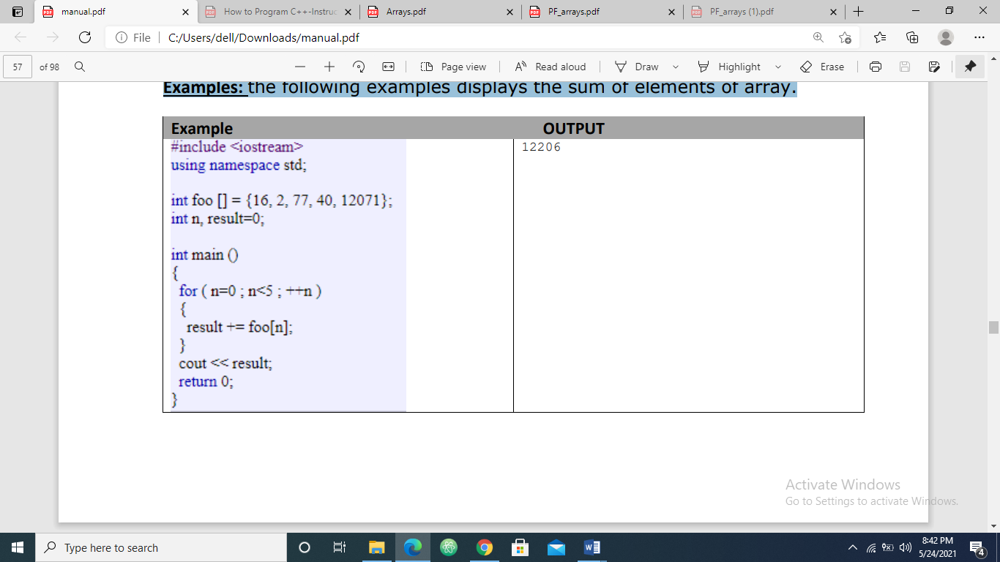 manual.pdf
How to Program C++-Instruc
Arrays.pdf
PF_arrays.pdf
PF_arrays (1).pdf
File
C:/Users/dell/Downloads/manual.pdf
57
of 98
Page view
Read aloud
Draw
Highlight
Erase
Examples: the following examples displays the sum of elements of array.
Example OUTPUT
#include <iostream>
using namespace std;
int foo [] = {16, 2, 77, 40, 12071};
int n, result=0;
int main ()
{
for ( n=0 ; n<5 ; ++n )
{
result += foo[n];
}
cout << result;
return 0;
}
12206
Activate Windows
Go to Settings to activate Windows.
Type here to search
8:42 PM
5/24/2021
4